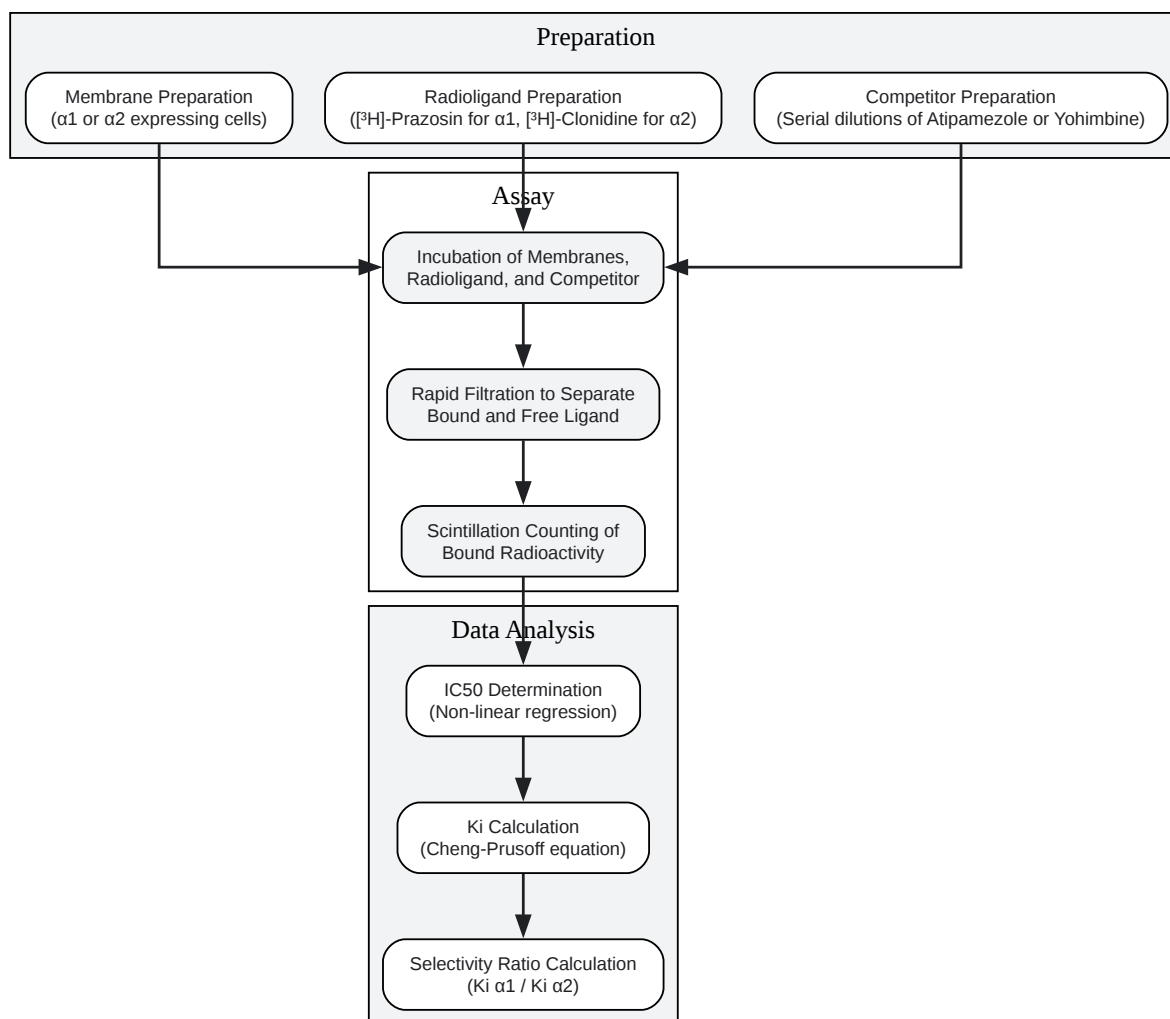 Preparation
Membrane Preparation
(α1 or α2 expressing cells)
Radioligand Preparation
([³H]-Prazosin for α1, [³H]-Clonidine for α2)
Competitor Preparation
(Serial dilutions of Atipamezole or Yohimbine)
Assay
Incubation of Membranes,
Radioligand, and Competitor
Rapid Filtration to Separate
Bound and Free Ligand
Scintillation Counting of
Bound Radioactivity
Data Analysis
IC50 Determination
(Non-linear regression)
Ki Calculation
(Cheng-Prusoff equation)
Selectivity Ratio Calculation
(Ki α1 / Ki α2)